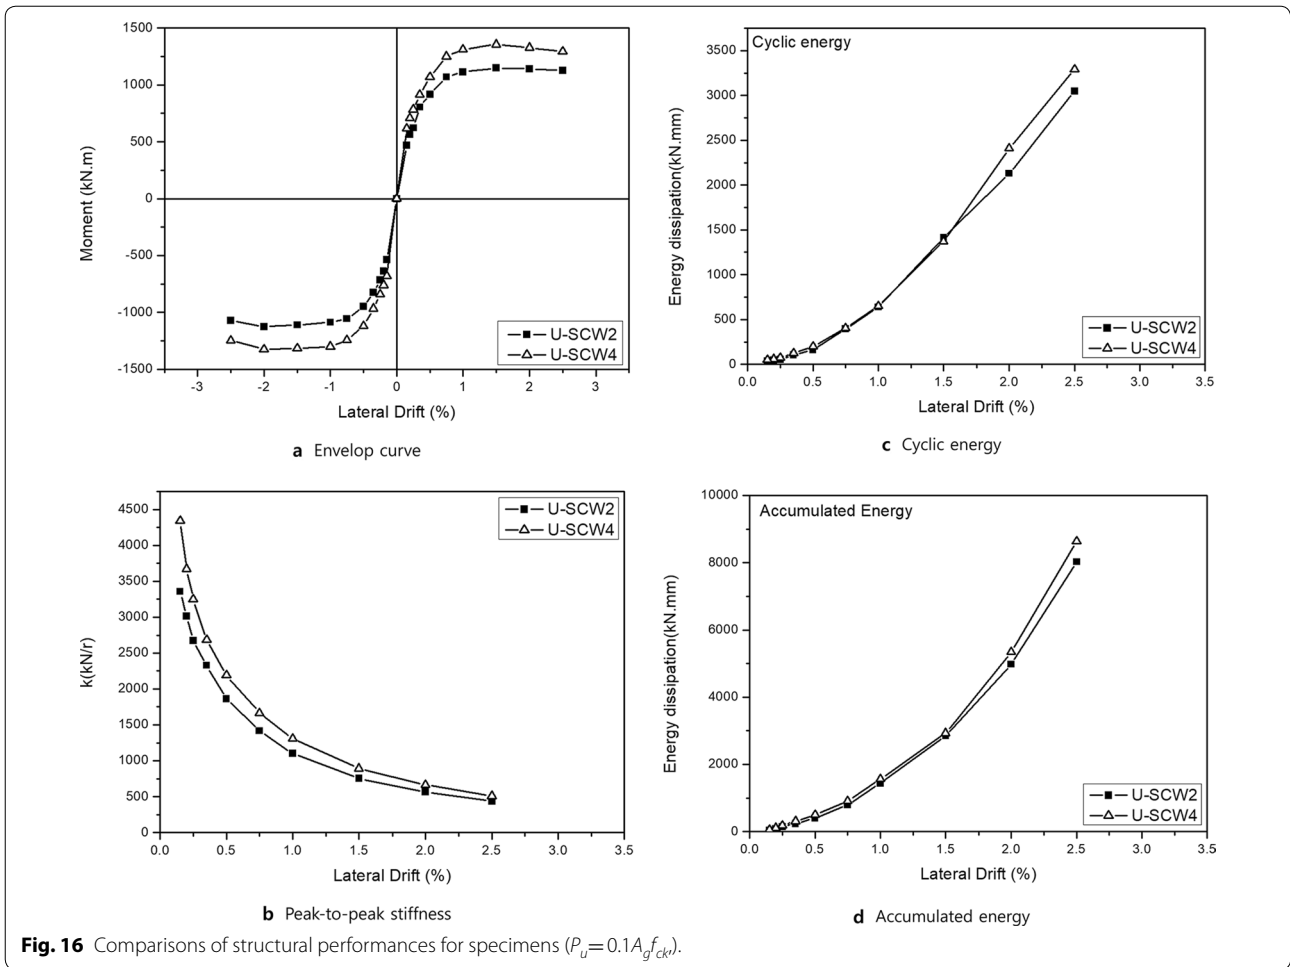 1500
1000
500
0
-500
-1000
-1500
Moment (kN.m)
-3 -2 -1 0 1 2 3
Lateral Drift (%)
U-SCW2
U-SCW4
a Envelop curve
Cyclic energy
3500
3000
2500
2000
1500
1000
500
0
Energy dissipation(kN.mm)
0.0 0.5 1.0 1.5 2.0 2.5 3.0 3.5
Lateral Drift (%)
U-SCW2
U-SCW4
c Cyclic energy
4500
4000
3500
3000
2500
2000
1500
1000
500
0
k(kN/r)
0.0 0.5 1.0 1.5 2.0 2.5 3.0 3.5
Lateral Drift (%)
U-SCW2
U-SCW4
b Peak-to-peak stiffness
Accumulated Energy
10000
8000
6000
4000
2000
0
Energy dissipation(kN.mm)
0.0 0.5 1.0 1.5 2.0 2.5 3.0 3.5
Lateral Drift (%)
U-SCW2
U-SCW4
d Accumulated energy
Fig. 16 Comparisons of structural performances for specimens (Pu=0.1Agfck,).